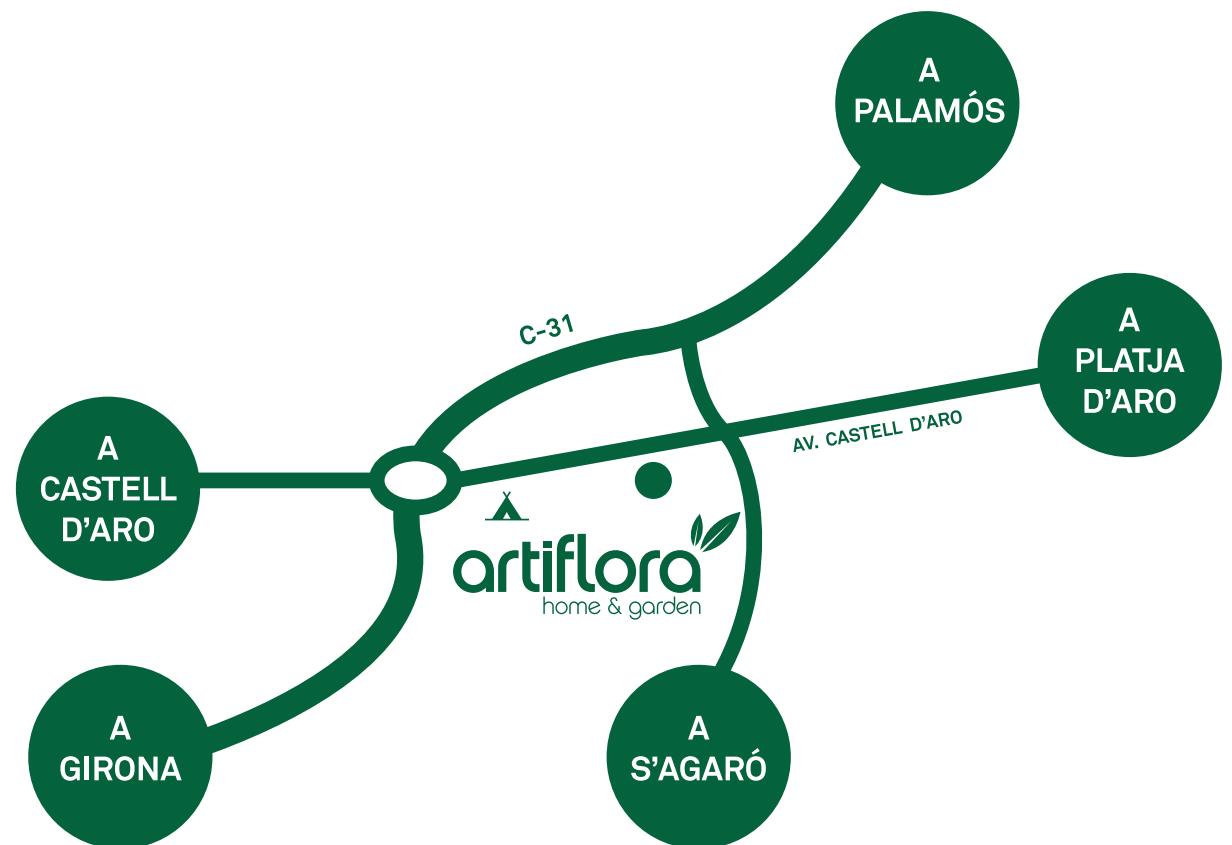 A
PALAMÓS
C-31
A
PLATJA
D'ARO
AV. CASTELL D'ARO
A
CASTELL
D'ARO
artiflora
home & garden
A
GIRONA
A
S'AGARÓ